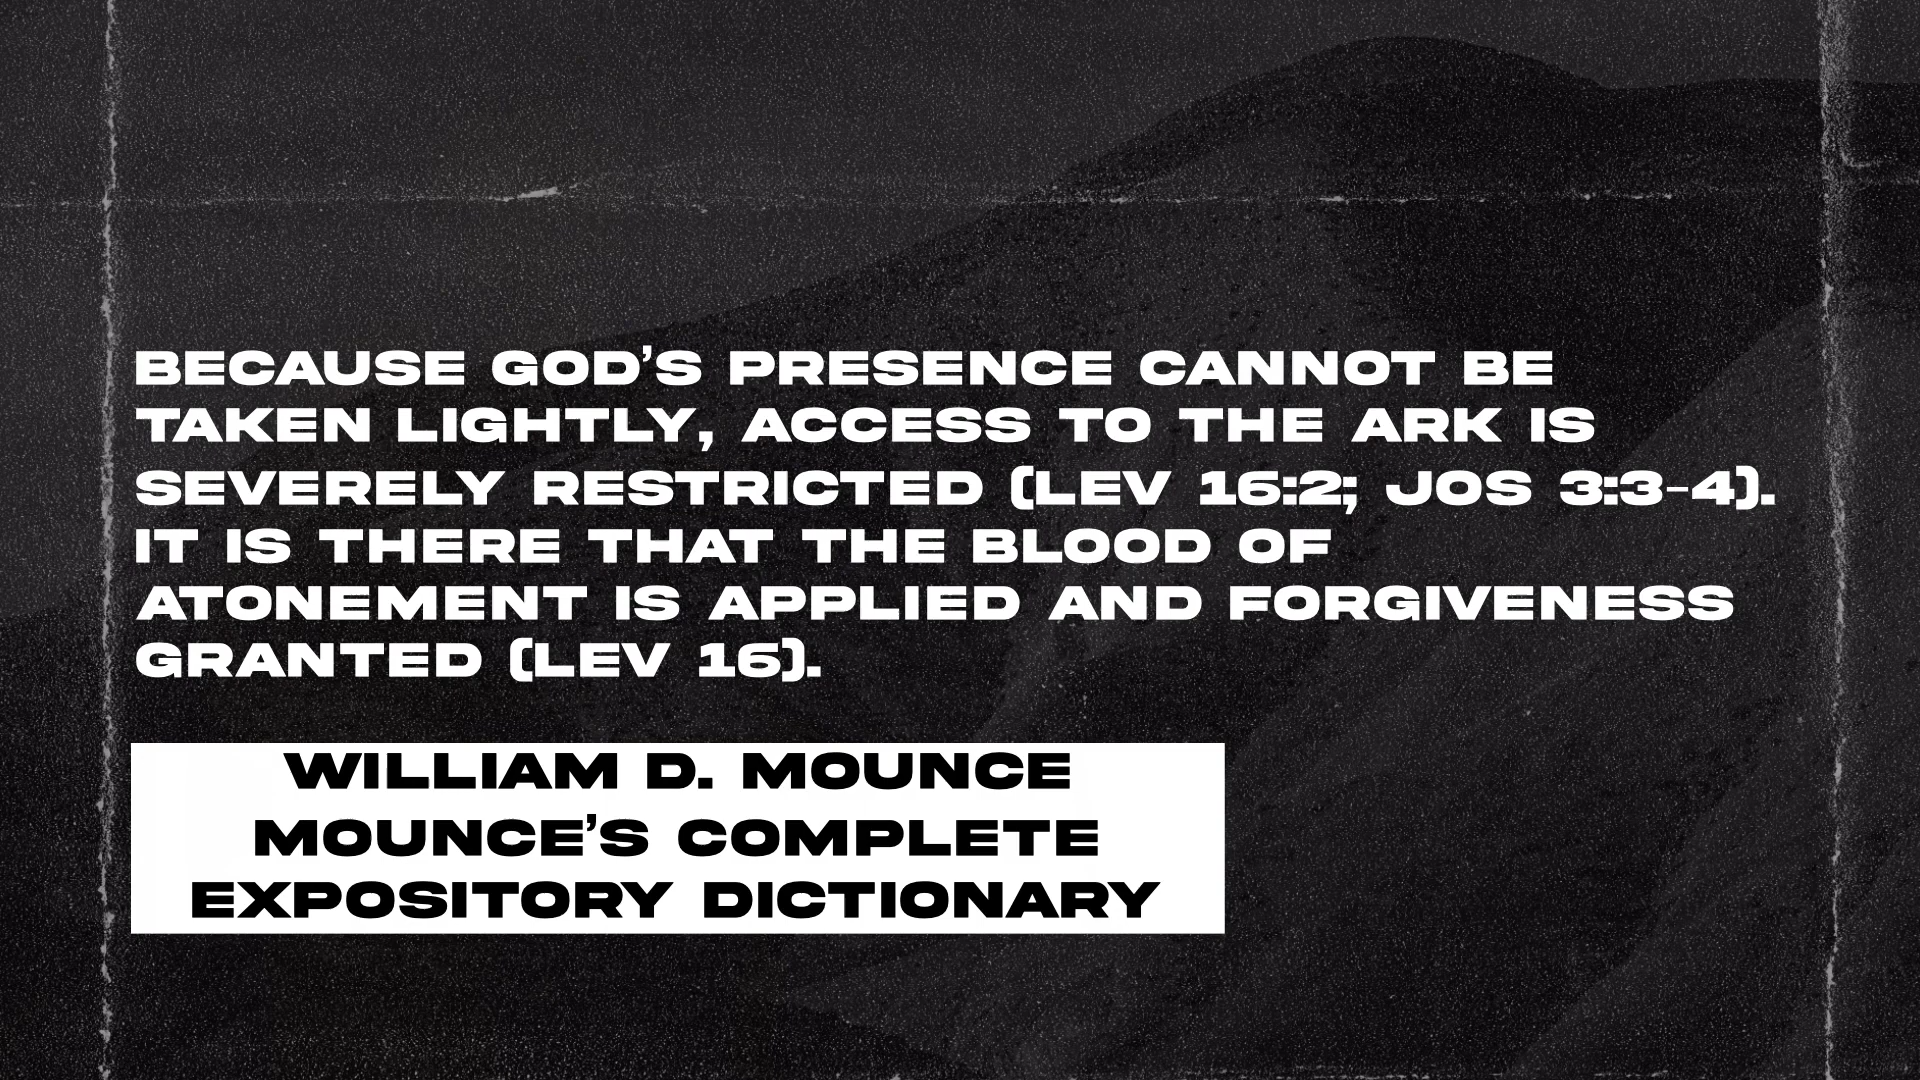 BECAUSE GOD'S PRESENCE CANNOT BE
TAKEN LIGHTLY, ACCESS TO THE ARK IS
SEVERELY RESTRICTED (LEV 16:2; JOS 3:3-4).
IT IS THERE THAT THE BLOOD OF
ATONEMENT IS APPLIED AND FORGIVENESS
GRANTED (LEV 16).
WILLIAM D. MOUNCE
MOUNCE'S COMPLETE
EXPOSITORY DICTIONARY